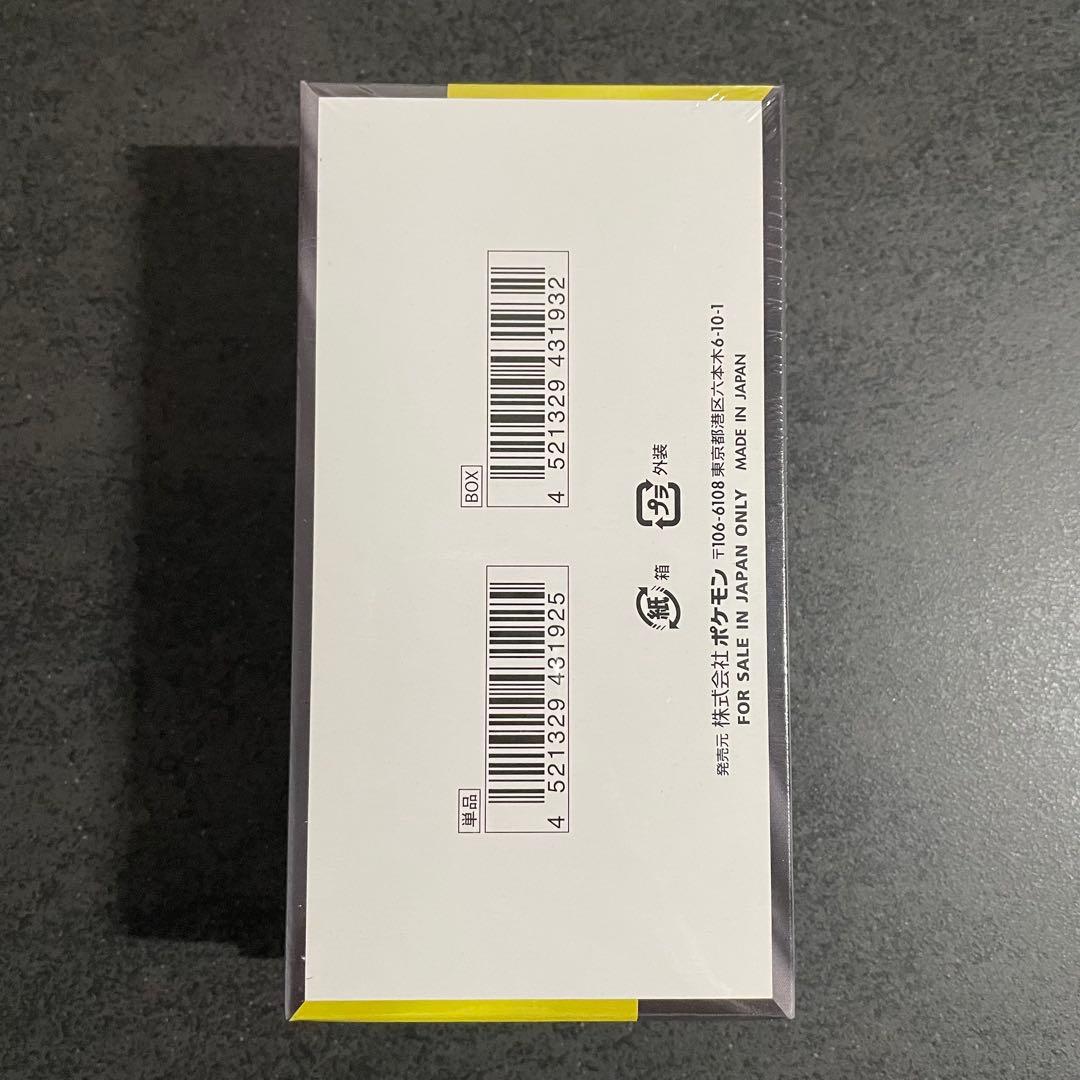 単品
4 521329 431925
BOX
4 521329 431932
紙 箱
プラ 外装
発売元 株式会社 ポケモン 〒106-6108 東京都港区六本木6-10-1
FOR SALE IN JAPAN ONLY MADE IN JAPAN